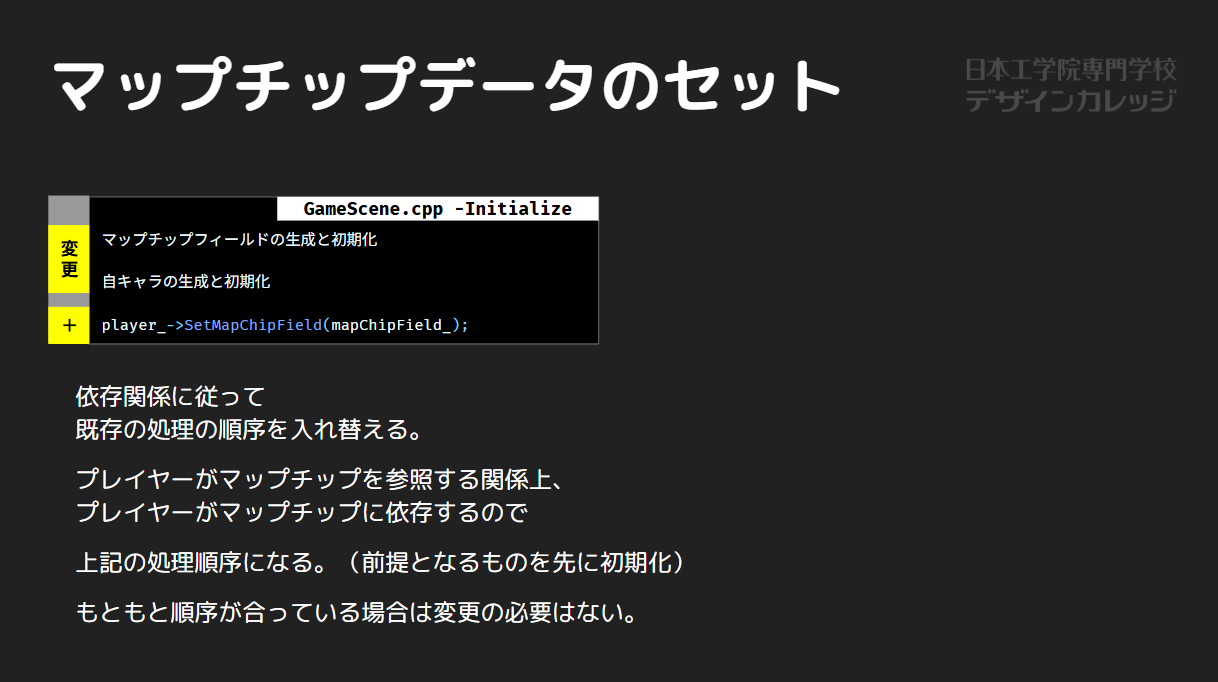 マップチップデータのセット
日本工学院専門学校
デザインカレッジ
GameScene.cpp -Initialize
変更
マップチップフィールドの生成と初期化
自キャラの生成と初期化
+
player_->SetMapChipField(mapChipField_);
依存関係に従って
既存の処理の順序を入れ替える。
プレイヤーがマップチップを参照する関係上、
プレイヤーがマップチップに依存するので
上記の処理順序になる。（前提となるものを先に初期化）
もともと順序が合っている場合は変更の必要はない。